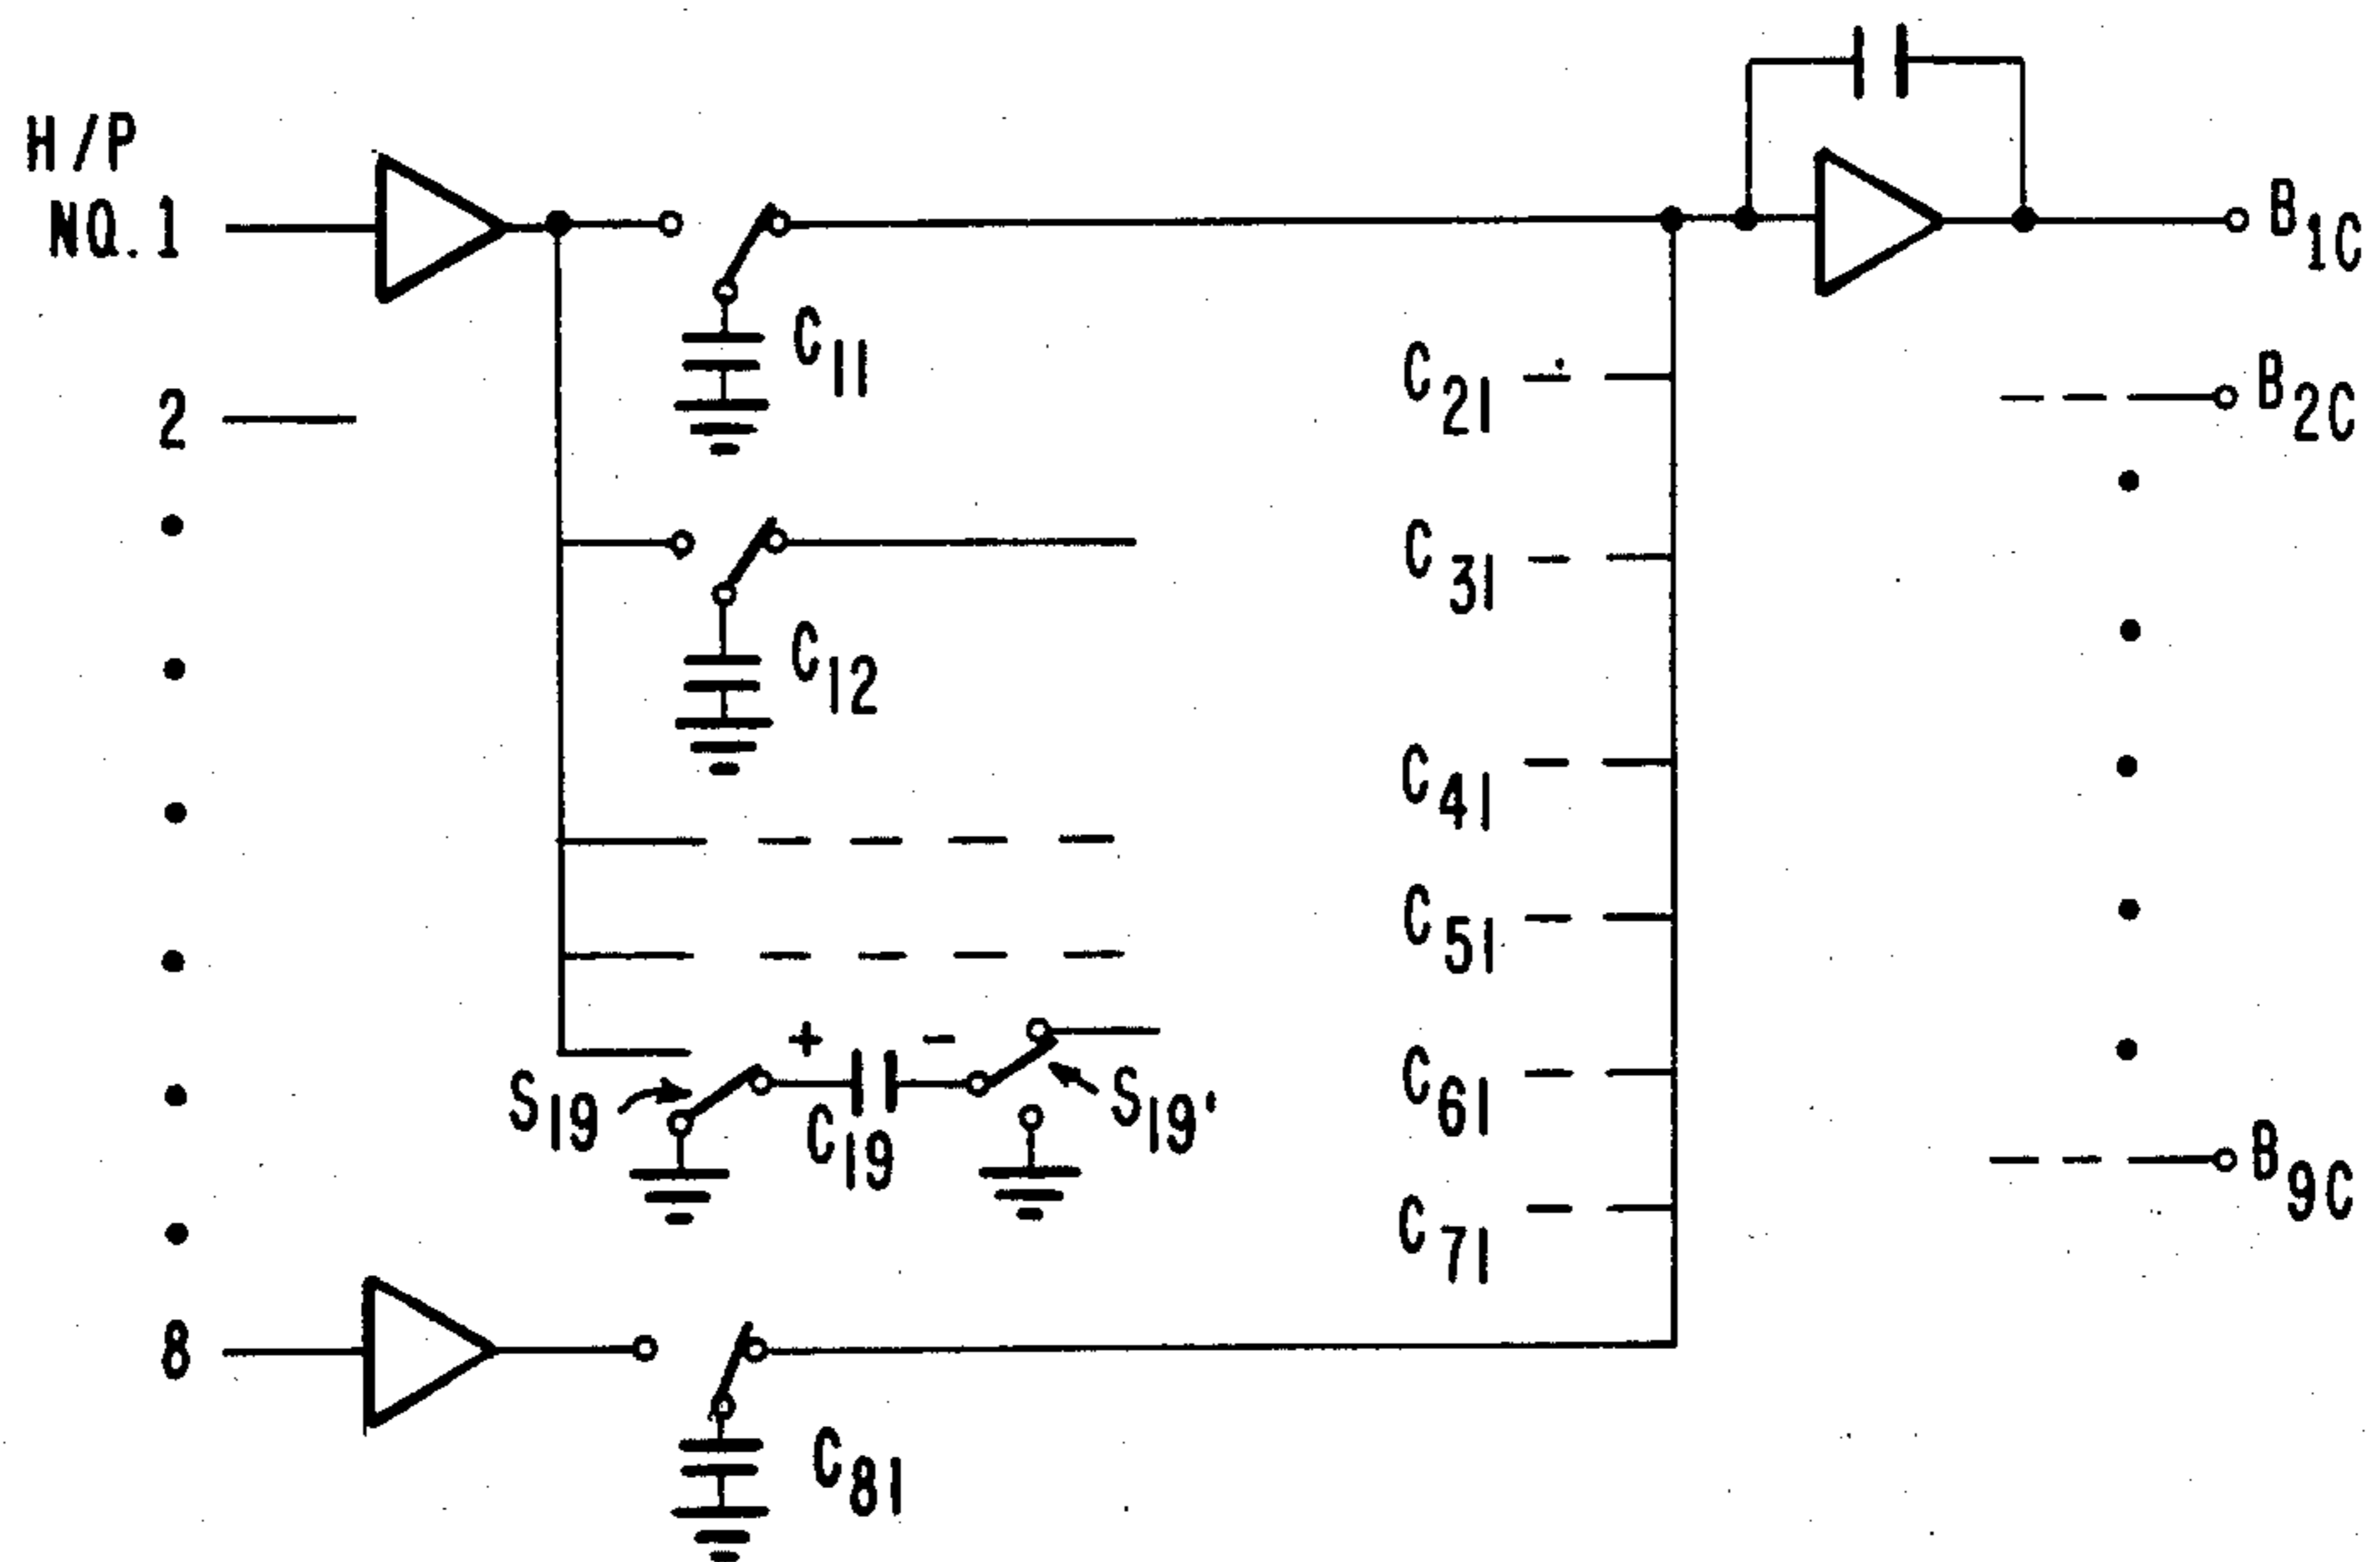 H/P
NO.1
B1C
C11
C21
2
B2C
C31
C12
C41
C51
+ -
S19
C19
S19'
C61
B9C
C71
8
C81